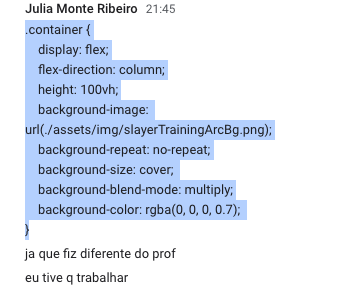 Julia Monte Ribeiro 21:45
.container {
display: flex;
flex-direction: column;
height: 100vh;
background-image:
url(./assets/img/slayerTrainingArcBg.png);
background-repeat: no-repeat;
background-size: cover;
background-blend-mode: multiply;
background-color: rgba(0, 0, 0, 0.7);
}
ja que fiz diferente do prof
eu tive q trabalhar